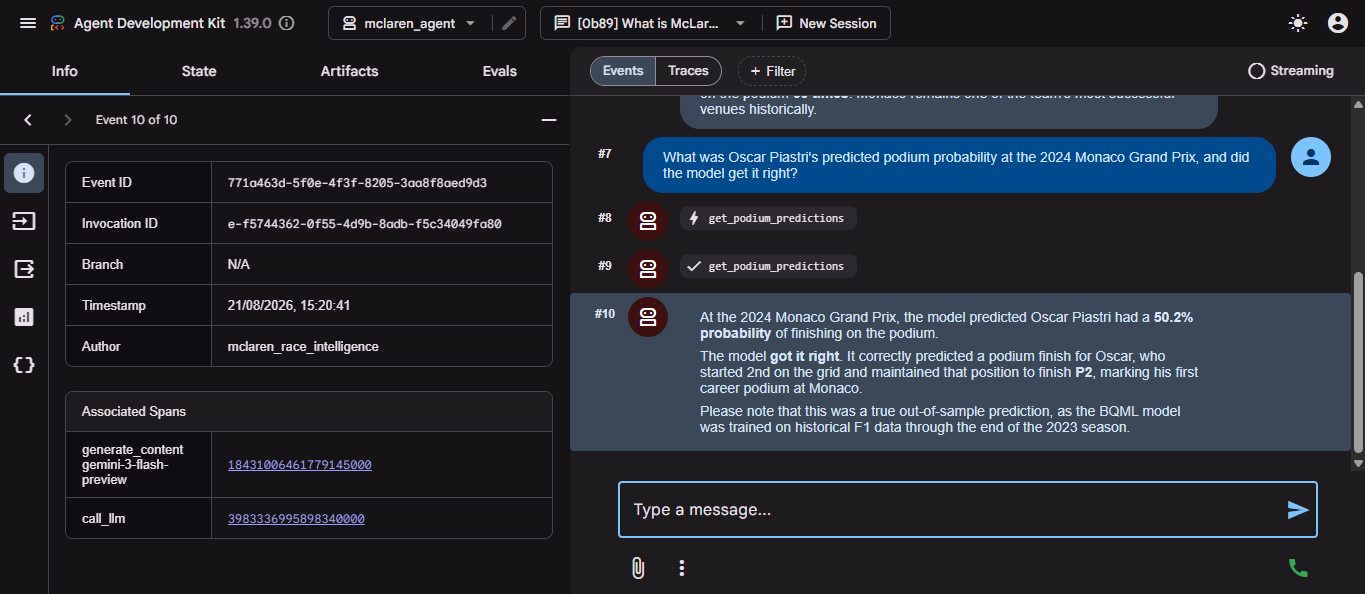 Agent Development Kit 1.39.0
mclaren_agent
[0b89] What is McLar...
New Session
Info
State
Artifacts
Evals
Events
Traces
+ Filter
Streaming
Event 10 of 10
Event ID
771a463d-5f0e-4f3f-8205-3aa8f8aed9d3
Invocation ID
e-f5744362-0f55-4d9b-8adb-f5c34049fa80
Branch
N/A
Timestamp
21/08/2026, 15:20:41
Author
mclaren_race_intelligence
Associated Spans
generate_content
gemini-3-flash-
preview
18431006461779145000
call_llm
3983336995898340000
venues historically.
#7
What was Oscar Piastri's predicted podium probability at the 2024 Monaco Grand Prix, and did
the model get it right?
#8
get_podium_predictions
#9
get_podium_predictions
#10
At the 2024 Monaco Grand Prix, the model predicted Oscar Piastri had a 50.2%
probability of finishing on the podium.
The model got it right. It correctly predicted a podium finish for Oscar, who
started 2nd on the grid and maintained that position to finish P2, marking his first
career podium at Monaco.
Please note that this was a true out-of-sample prediction, as the BQML model
was trained on historical F1 data through the end of the 2023 season.
Type a message...